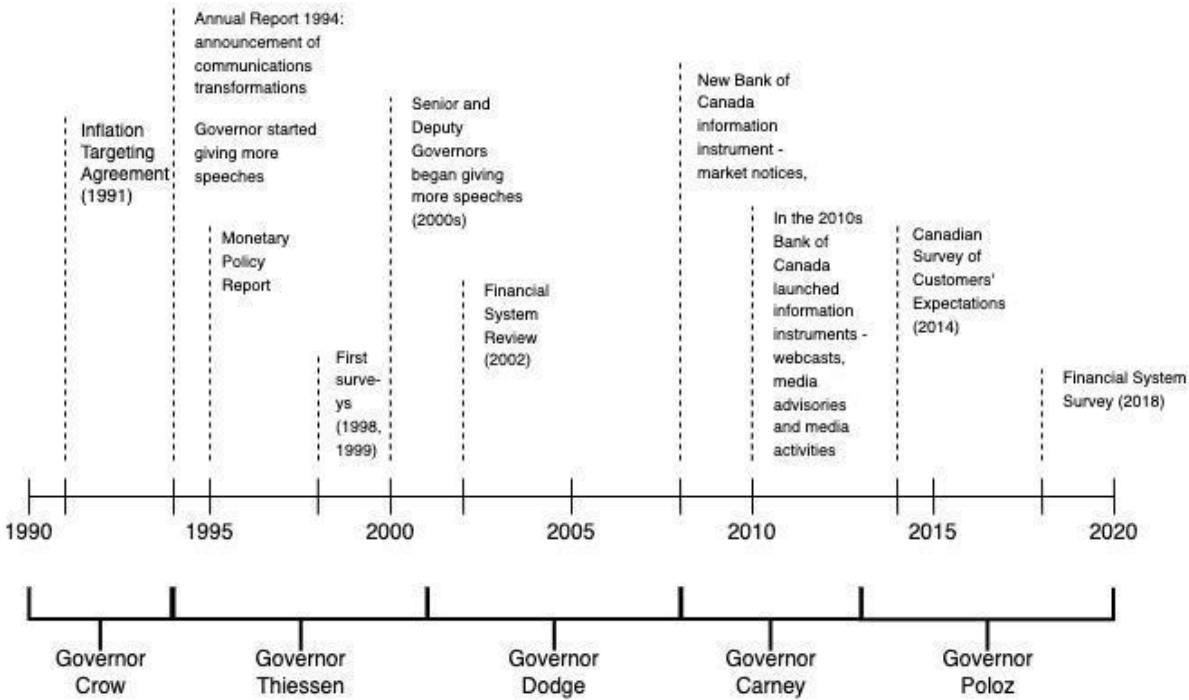 Annual Report 1994:
announcement of
communications
transformations
Governor started
giving more
speeches
Inflation
Targeting
Agreement
(1991)
Monetary
Policy
Report
First
surve-
ys
(1998,
1999)
Senior and
Deputy
Governors
began giving
more speeches
(2000s)
Financial
System
Review
(2002)
New Bank of
Canada
information
instrument -
market notices,
In the 2010s
Bank of
Canada
launched
information
instruments -
webcasts,
media
advisories
and media
activities
Canadian
Survey of
Customers'
Expectations
(2014)
Financial System
Survey (2018)
1990
1995
2000
2005
2010
2015
2020
Governor
Crow
Governor
Thiessen
Governor
Dodge
Governor
Carney
Governor
Poloz